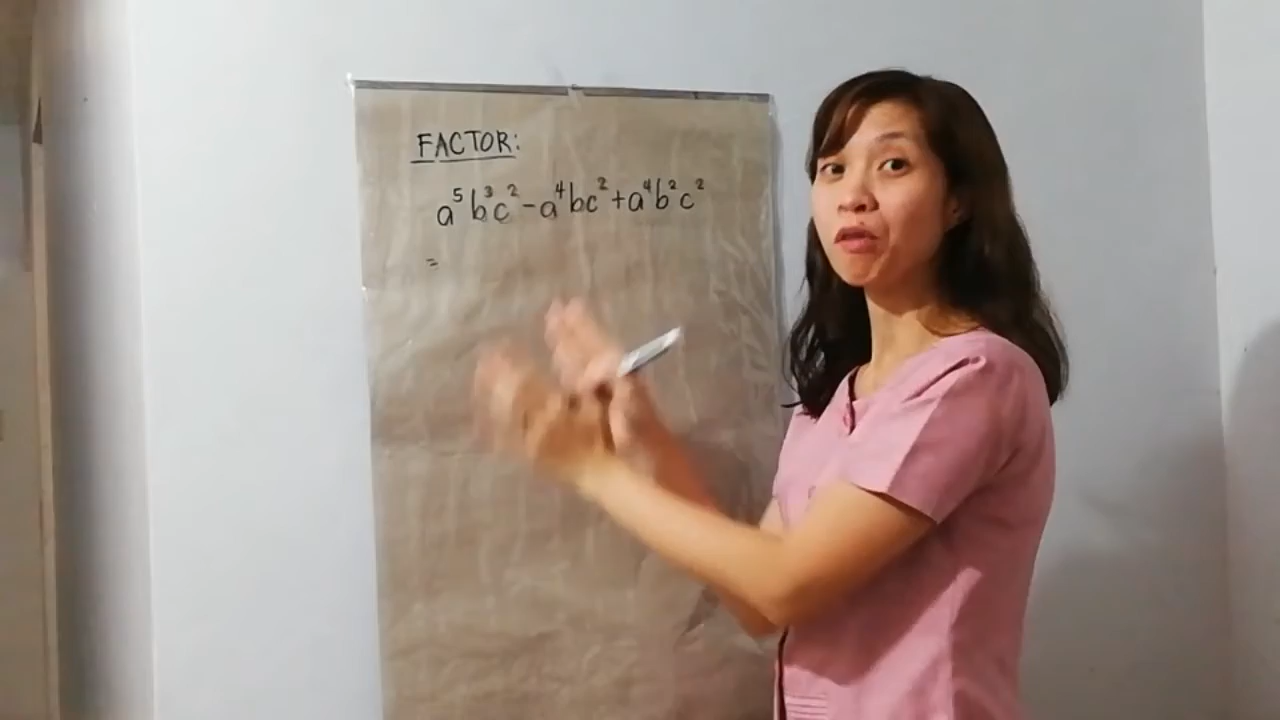 FACTOR:
a⁵b³c² - a⁴bc² + a⁴b²c²
=